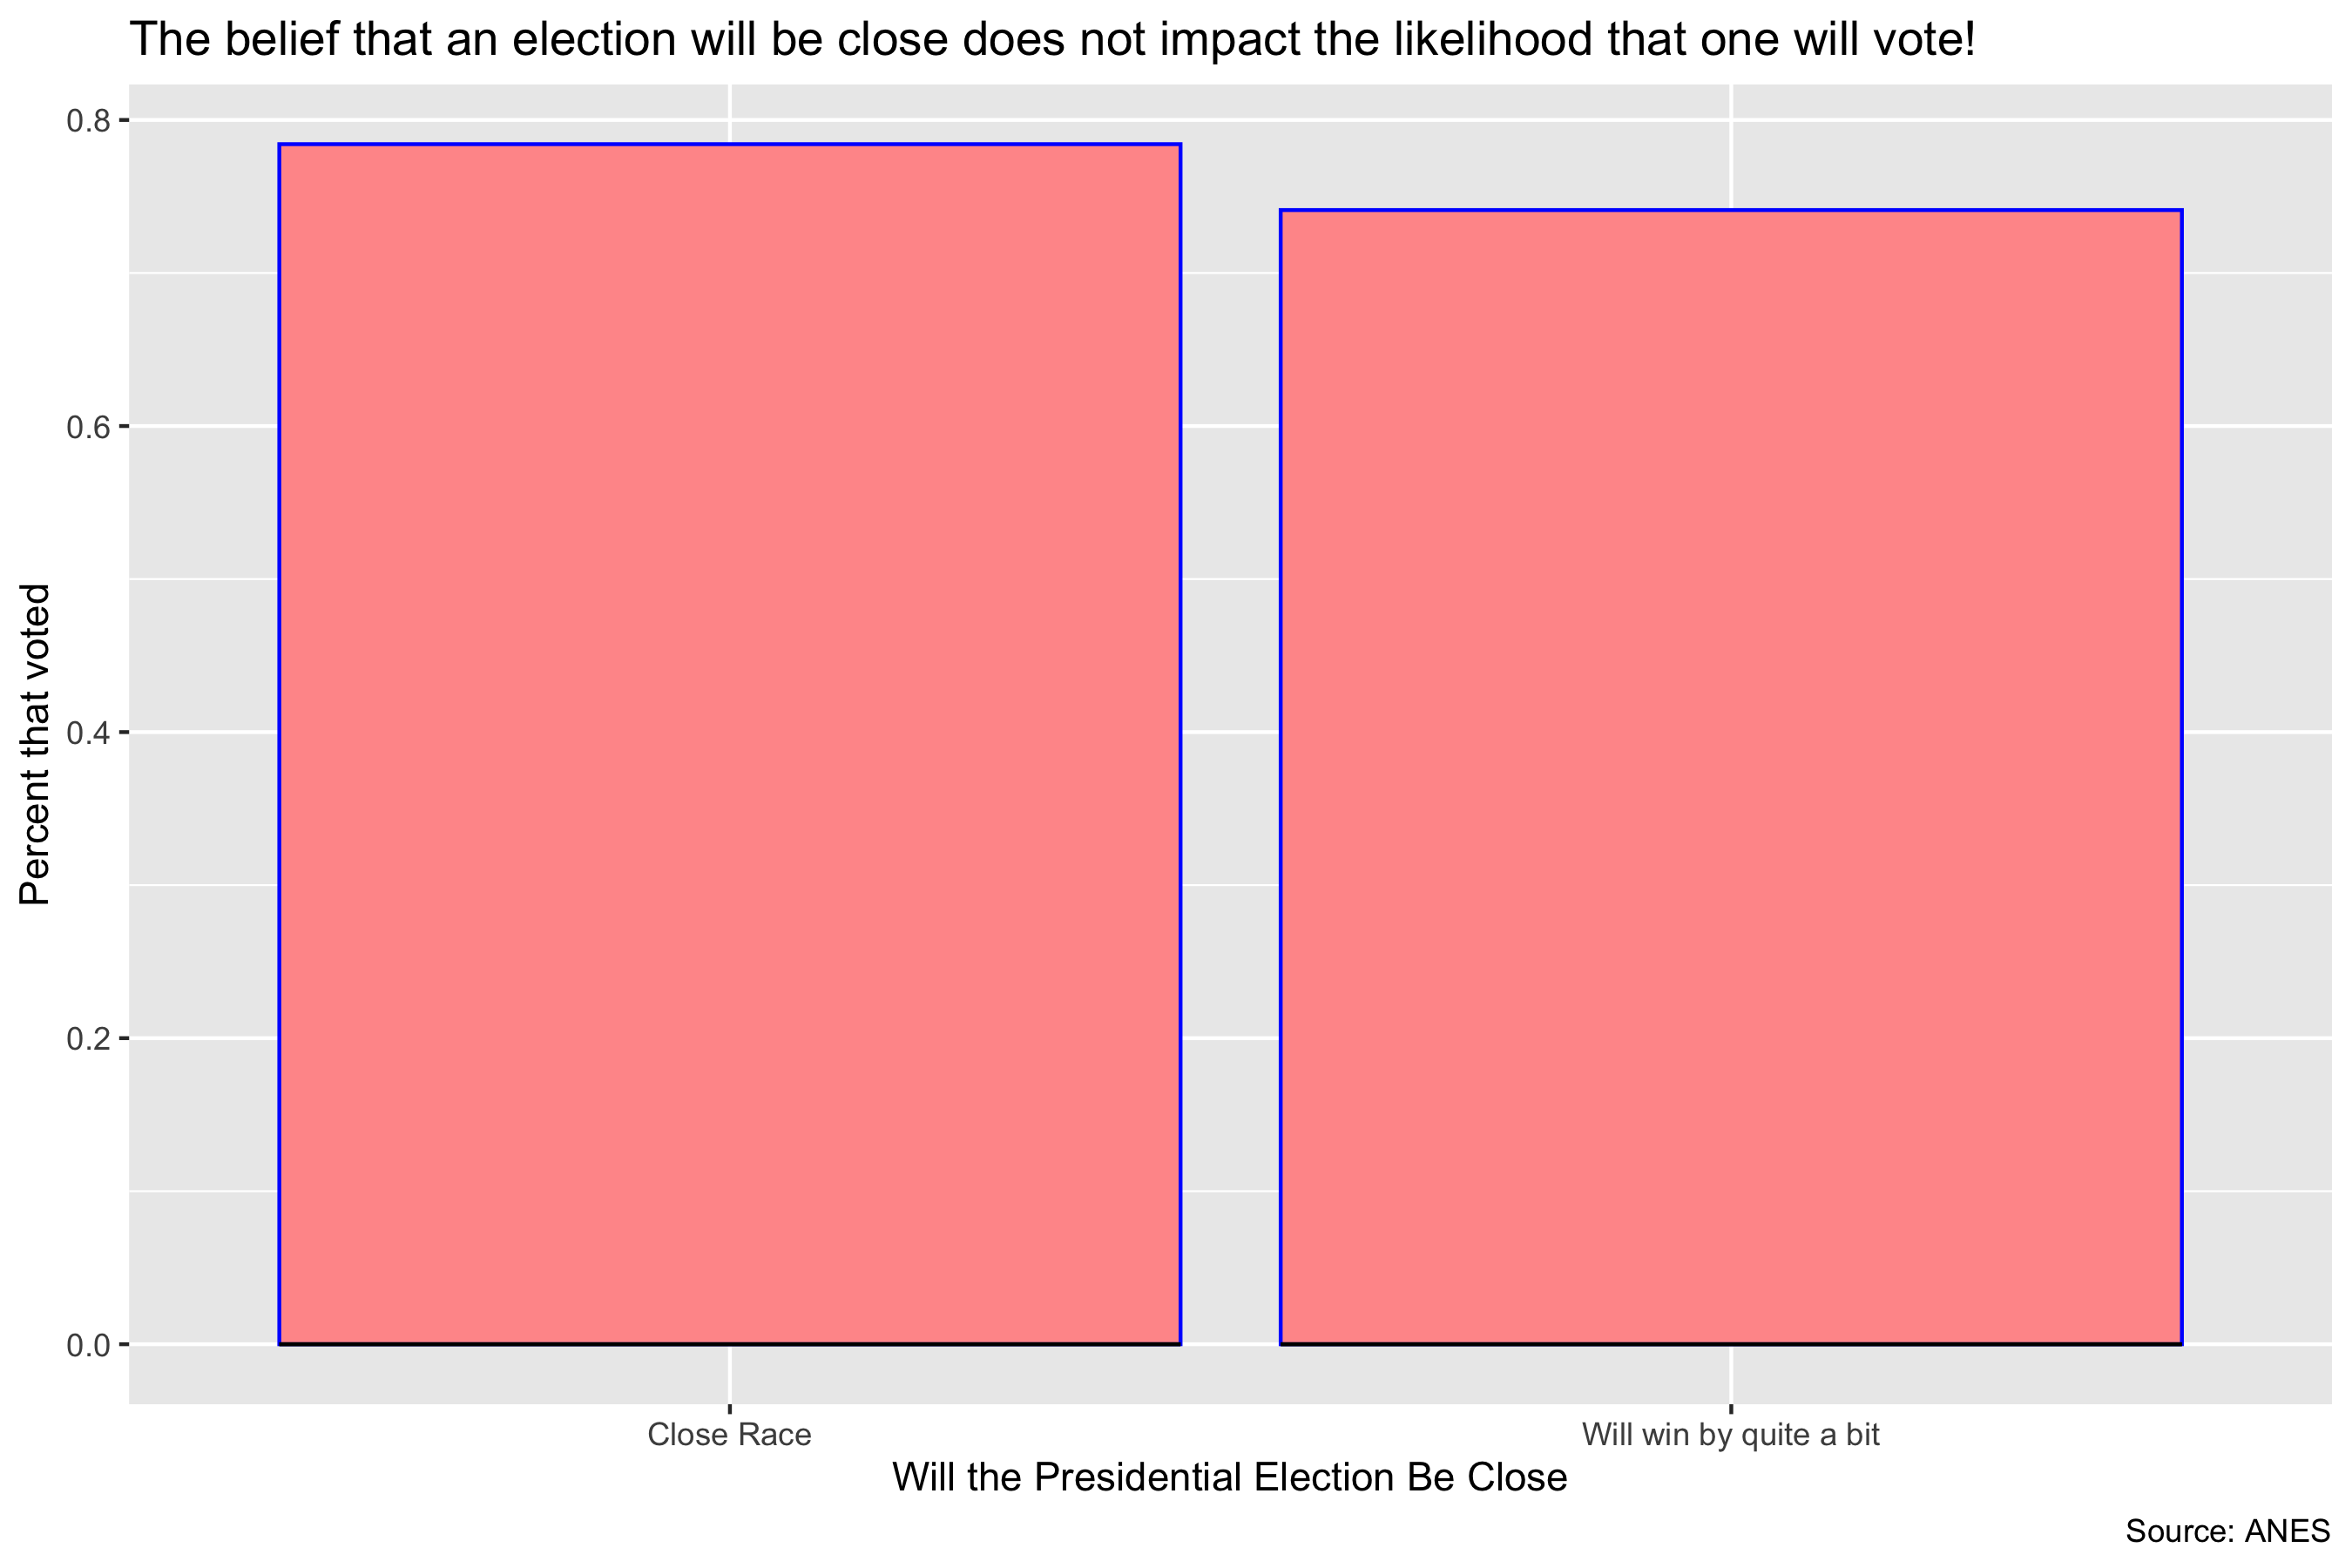 The belief that an election will be close does not impact the likelihood that one will vote!
0.8
0.6
0.4
0.2
0.0
Percent that voted
Close Race
Will win by quite a bit
Will the Presidential Election Be Close
Source: ANES